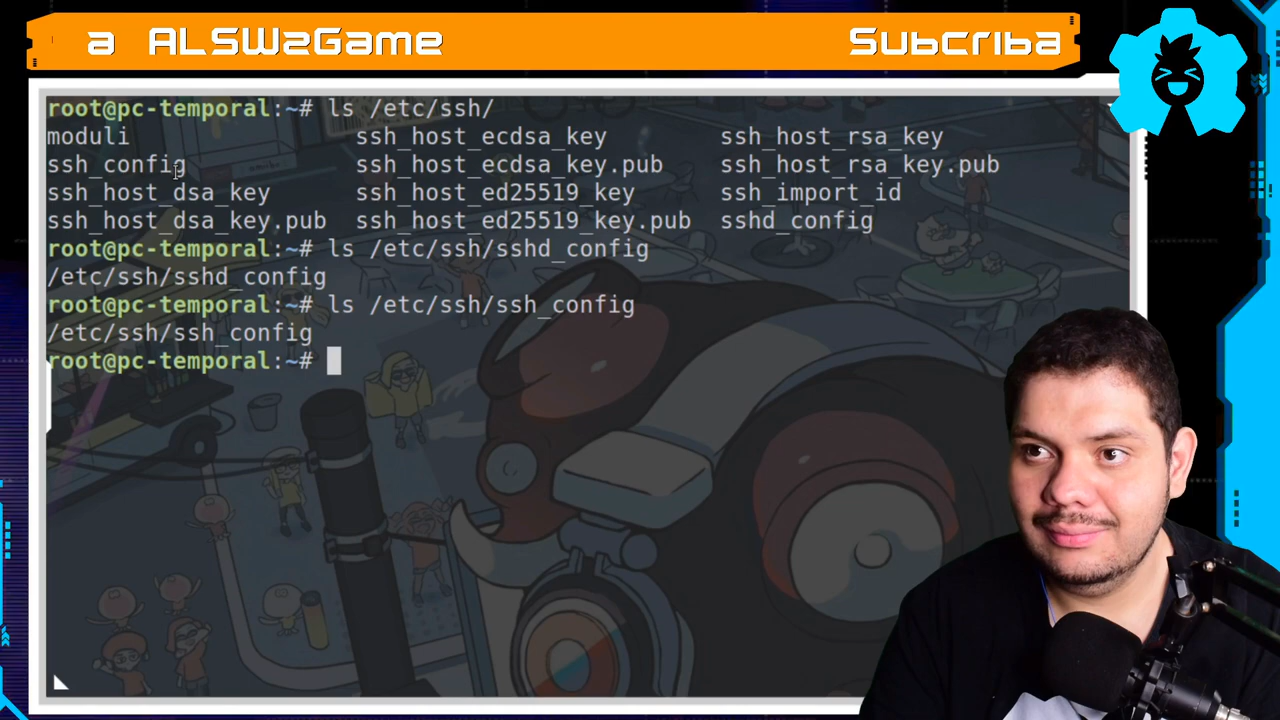 a ALSW2Game Subcriba
root@pc-temporal:~# ls /etc/ssh/
moduli ssh_host_ecdsa_key ssh_host_rsa_key
ssh_config ssh_host_ecdsa_key.pub ssh_host_rsa_key.pub
ssh_host_dsa_key ssh_host_ed25519_key ssh_import_id
ssh_host_dsa_key.pub ssh_host_ed25519_key.pub sshd_config
root@pc-temporal:~# ls /etc/ssh/sshd_config
/etc/ssh/sshd_config
root@pc-temporal:~# ls /etc/ssh/ssh_config
/etc/ssh/ssh_config
root@pc-temporal:~#